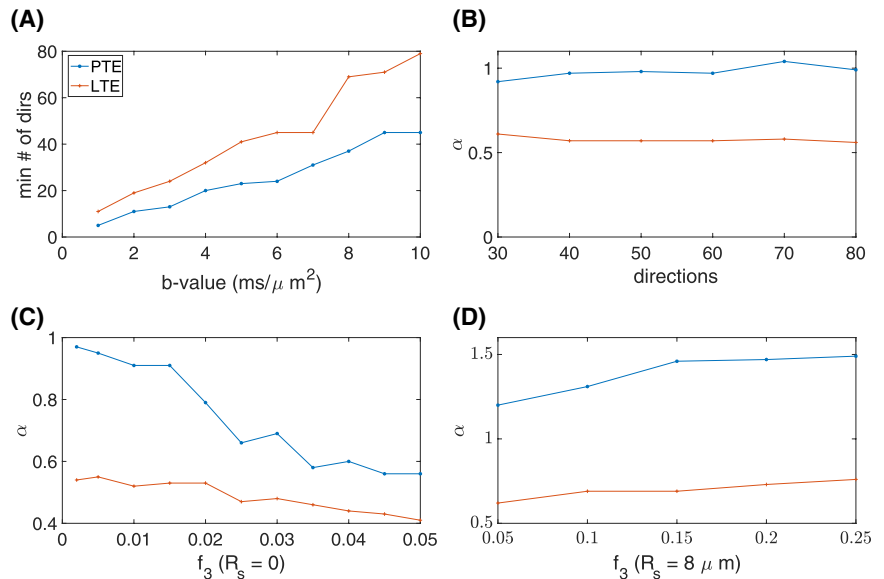 (A)
80
60
40
20
0
min # of dirs
PTE
LTE
0
2
4
6
8
10
b-value (ms/μ m²)
(B)
1
0.5
0
α
30
40
50
60
70
80
directions
(C)
1
0.8
0.6
0.4
α
0
0.01
0.02
0.03
0.04
0.05
f₃ (Rₛ = 0)
(D)
1.5
1
0.5
α
0.05
0.1
0.15
0.2
0.25
f₃ (Rₛ = 8 μ m)